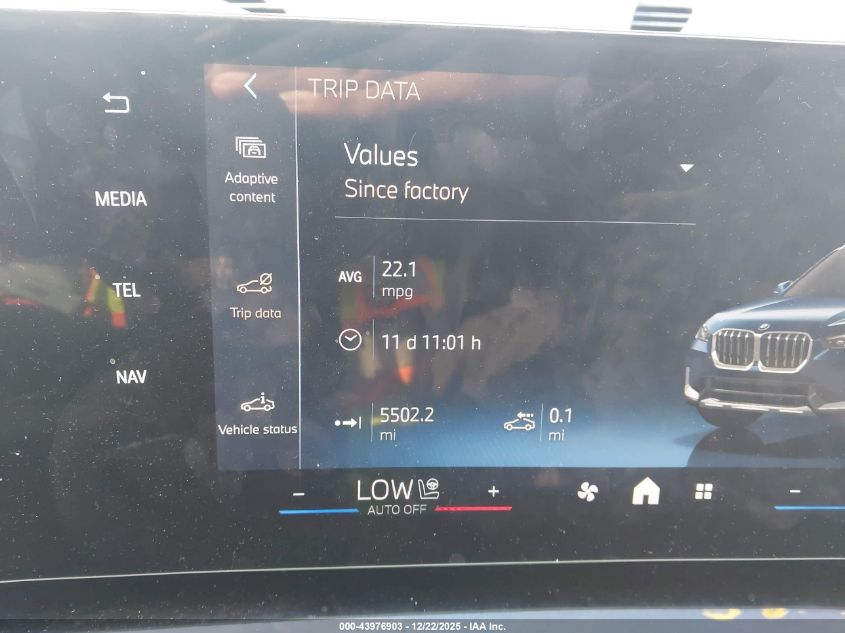 TRIP DATA
MEDIA
TEL
NAV
Adaptive
content
Trip data
Vehicle status
Values
Since factory
AVG
22.1
mpg
11 d 11:01 h
5502.2
mi
0.1
mi
− LOW +
AUTO OFF
−
000-43976903 - 12/22/2025 - IAA Inc.